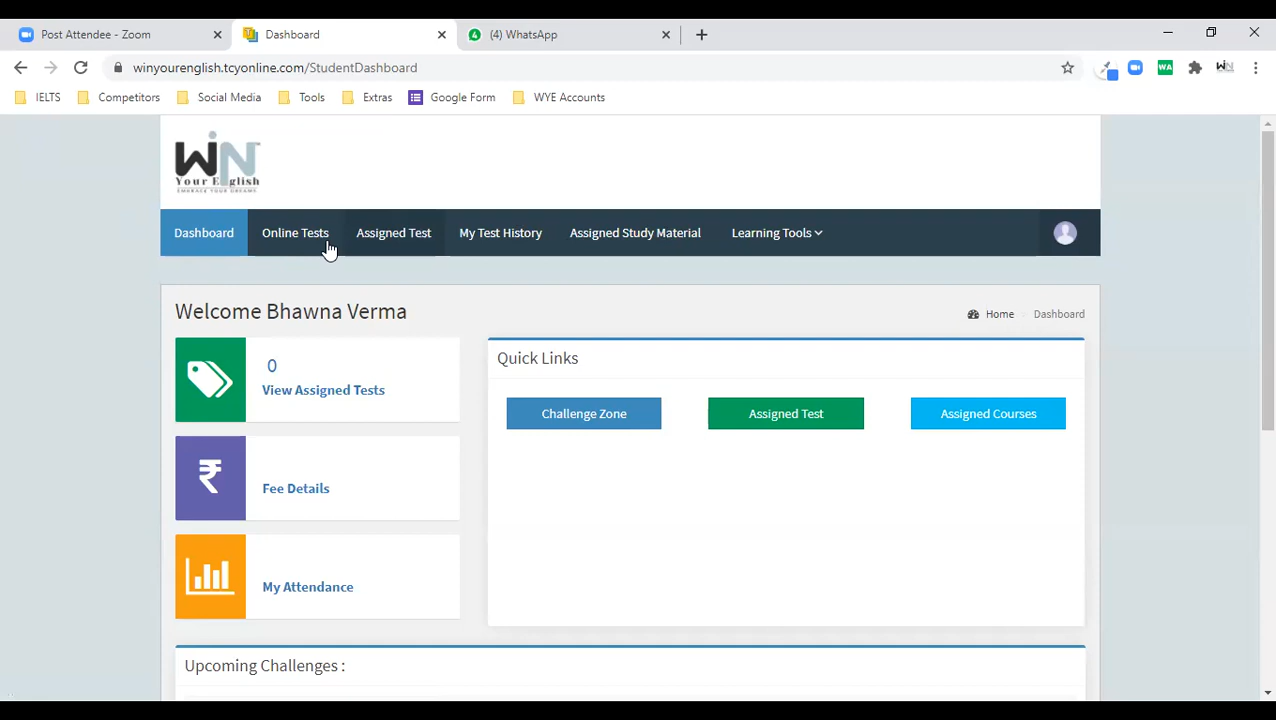 Post Attendee - Zoom
Dashboard
(4) WhatsApp
winyourenglish.tcyonline.com/StudentDashboard
IELTS
Competitors
Social Media
Tools
Extras
Google Form
WYE Accounts
WiN
Your English
EMBRACE YOUR DREAMS
Dashboard
Online Tests
Assigned Test
My Test History
Assigned Study Material
Learning Tools
Welcome Bhawna Verma
Home
Dashboard
0
View Assigned Tests
Quick Links
Challenge Zone
Assigned Test
Assigned Courses
₹
Fee Details
My Attendance
Upcoming Challenges :